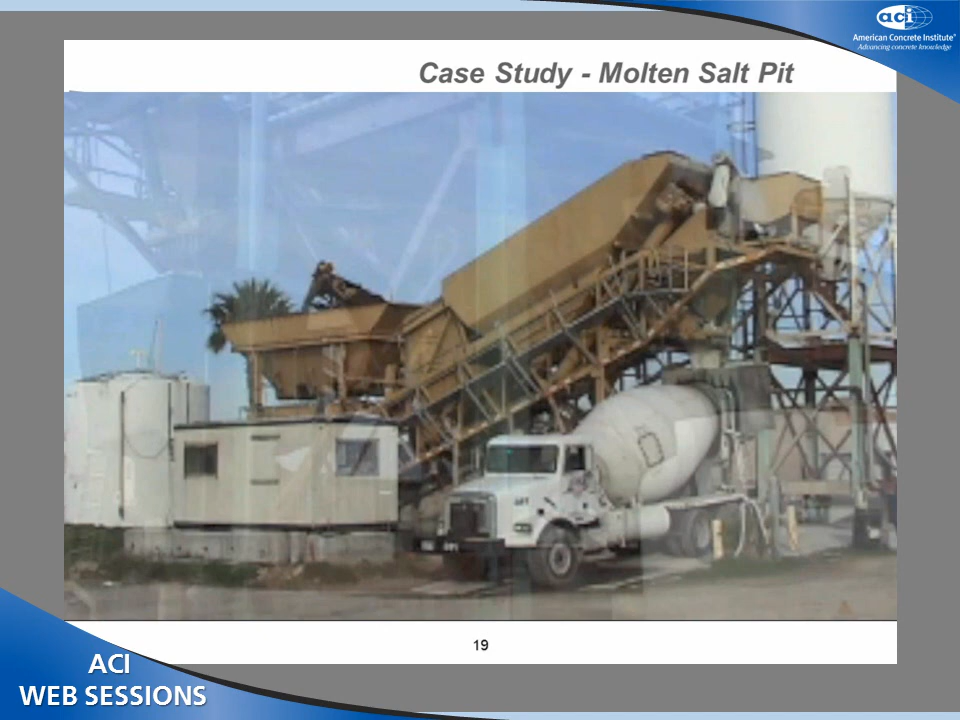 aci
American Concrete Institute®
Advancing concrete knowledge
Case Study - Molten Salt Pit
19
ACI
WEB SESSIONS